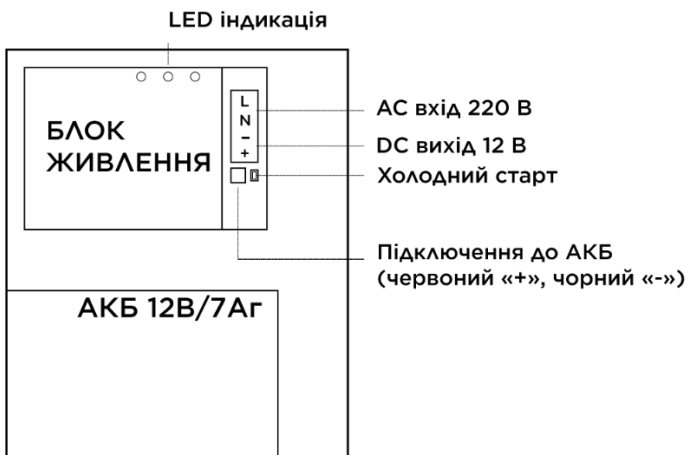 LED індикація
БЛОК
ЖИВЛЕННЯ
L
N
–
+
AC вхід 220 В
DC вихід 12 В
Холодний старт
Підключення до АКБ
(червоний «+», чорний «-»)
АКБ 12В/7Аг